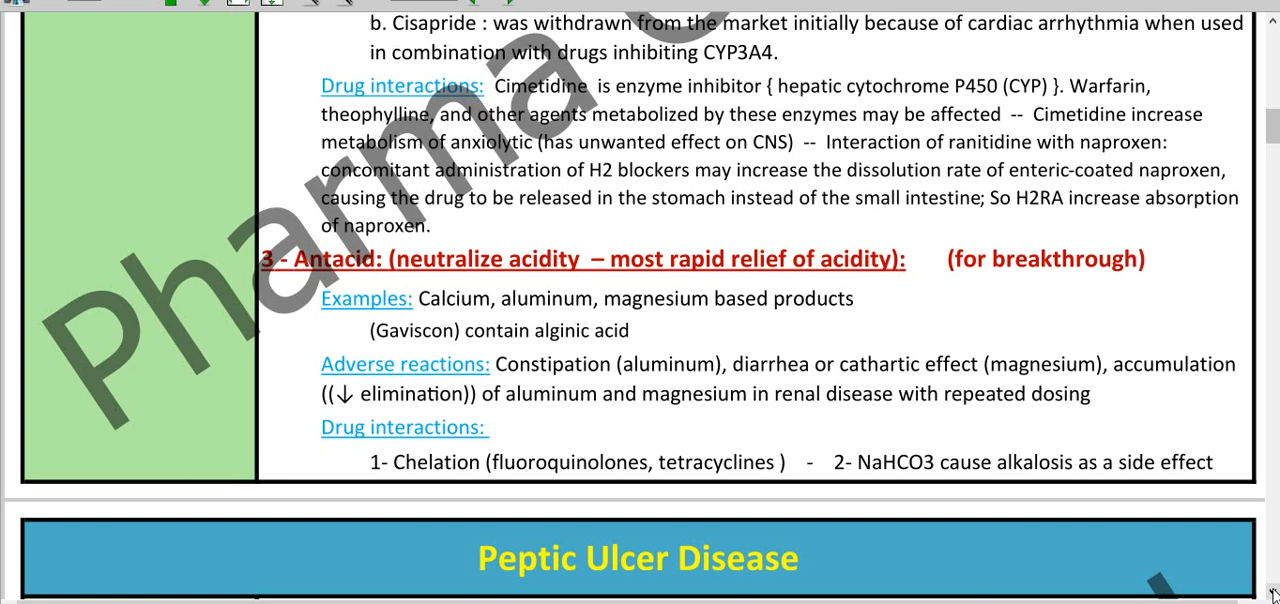 b. Cisapride : was withdrawn from the market initially because of cardiac arrhythmia when used
in combination with drugs inhibiting CYP3A4.
Drug interactions: Cimetidine is enzyme inhibitor { hepatic cytochrome P450 (CYP) }. Warfarin,
theophylline, and other agents metabolized by these enzymes may be affected -- Cimetidine increase
metabolism of anxiolytic (has unwanted effect on CNS) -- Interaction of ranitidine with naproxen:
concomitant administration of H2 blockers may increase the dissolution rate of enteric-coated naproxen,
causing the drug to be released in the stomach instead of the small intestine; So H2RA increase absorption
of naproxen.
3 - Antacid: (neutralize acidity – most rapid relief of acidity): (for breakthrough)
Examples: Calcium, aluminum, magnesium based products
(Gaviscon) contain alginic acid
Adverse reactions: Constipation (aluminum), diarrhea or cathartic effect (magnesium), accumulation
((↓ elimination)) of aluminum and magnesium in renal disease with repeated dosing
Drug interactions:
1- Chelation (fluoroquinolones, tetracyclines ) - 2- NaHCO3 cause alkalosis as a side effect
Peptic Ulcer Disease
Pharma